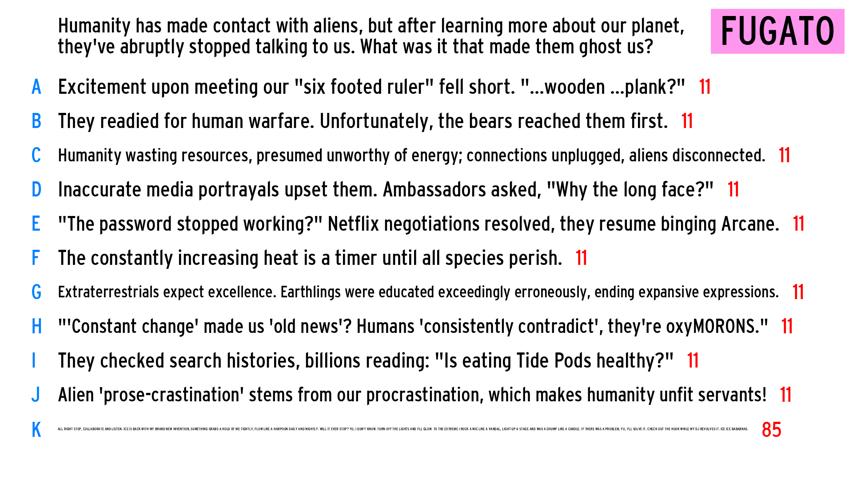 Humanity has made contact with aliens, but after learning more about our planet,
they've abruptly stopped talking to us. What was it that made them ghost us?
FUGATO
A Excitement upon meeting our "six footed ruler" fell short. "...wooden ...plank?" 11
B They readied for human warfare. Unfortunately, the bears reached them first. 11
C Humanity wasting resources, presumed unworthy of energy; connections unplugged, aliens disconnected. 11
D Inaccurate media portrayals upset them. Ambassadors asked, "Why the long face?" 11
E "The password stopped working?" Netflix negotiations resolved, they resume binging Arcane. 11
F The constantly increasing heat is a timer until all species perish. 11
G Extraterrestrials expect excellence. Earthlings were educated exceedingly erroneously, ending expansive expressions. 11
H "'Constant change' made us 'old news'? Humans 'consistently contradict', they're oxyMORONS." 11
I They checked search histories, billions reading: "Is eating Tide Pods healthy?" 11
J Alien 'prose-crastination' stems from our procrastination, which makes humanity unfit servants! 11
K 85